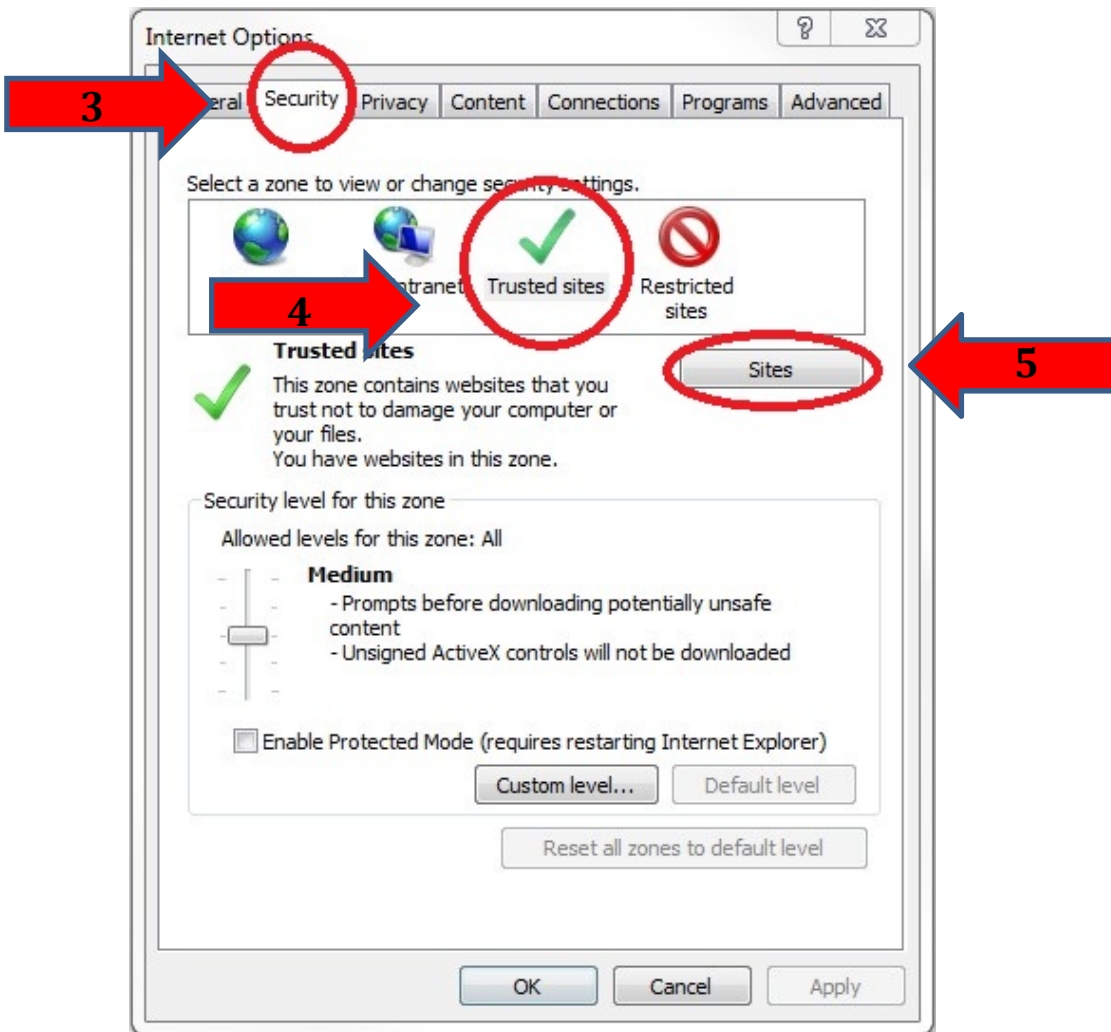 Internet Options
3
eral Security Privacy Content Connections Programs Advanced
Select a zone to view or change security settings.
4
ntranet Trusted sites Restricted
sites
Trusted sites
Sites
5
This zone contains websites that you
trust not to damage your computer or
your files.
You have websites in this zone.
Security level for this zone
Allowed levels for this zone: All
Medium
- Prompts before downloading potentially unsafe
content
- Unsigned ActiveX controls will not be downloaded
Enable Protected Mode (requires restarting Internet Explorer)
Custom level... Default level
Reset all zones to default level
OK Cancel Apply